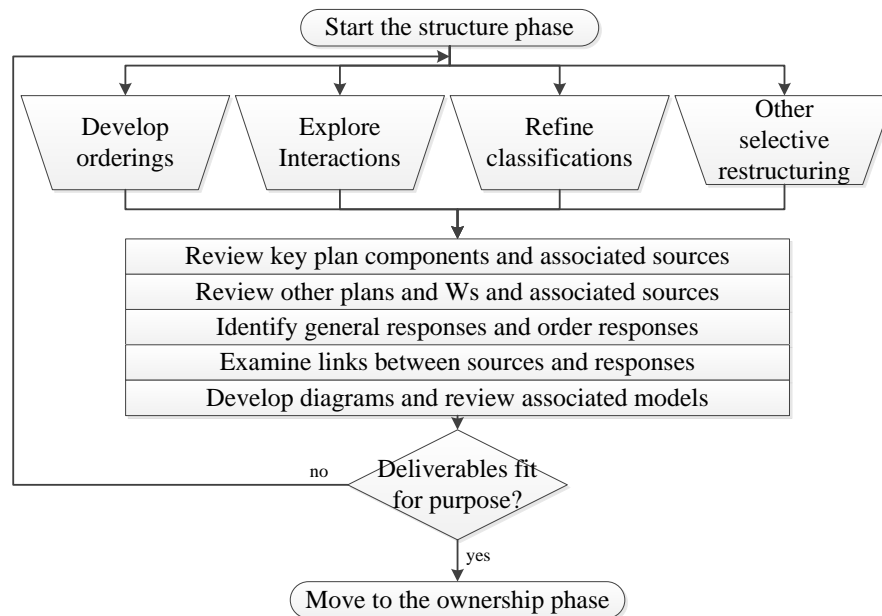 Start the structure phase
Develop
orderings
Explore
Interactions
Refine
classifications
Other
selective
restructuring
Review key plan components and associated sources
Review other plans and Ws and associated sources
Identify general responses and order responses
Examine links between sources and responses
Develop diagrams and review associated models
no
Deliverables fit
for purpose?
yes
Move to the ownership phase